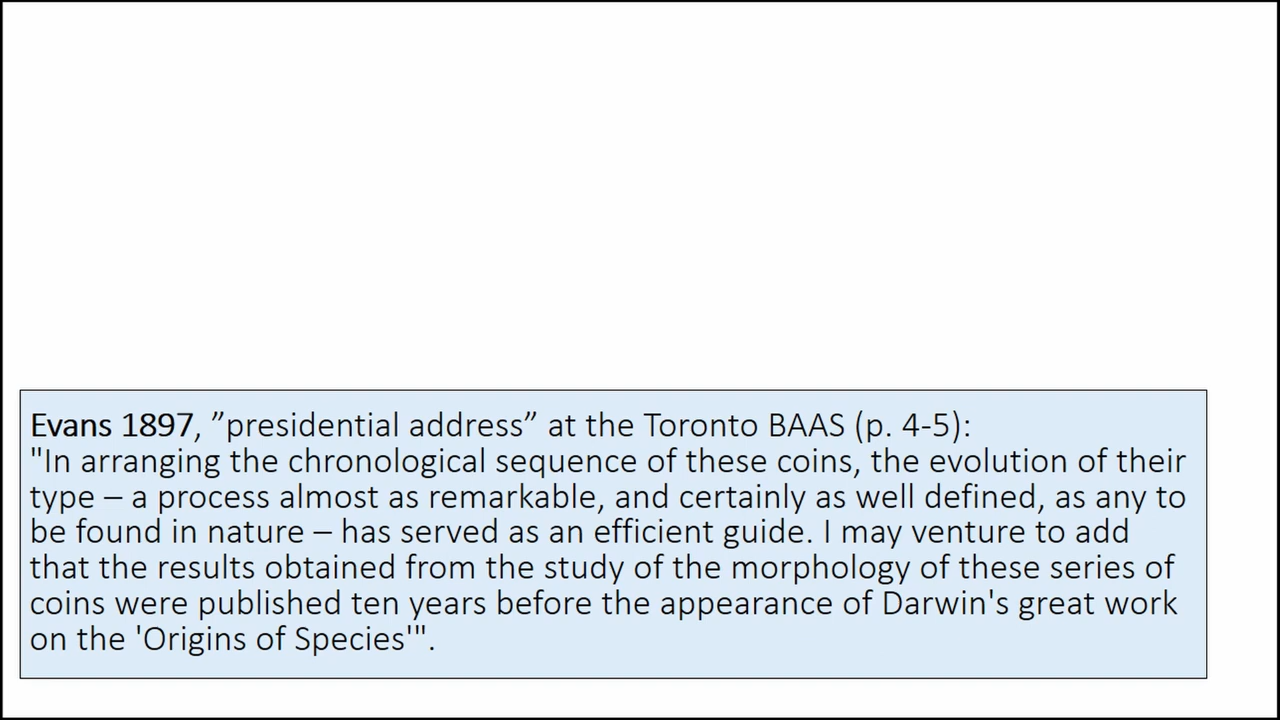 Evans 1897, ”presidential address” at the Toronto BAAS (p. 4-5):
"In arranging the chronological sequence of these coins, the evolution of their
type – a process almost as remarkable, and certainly as well defined, as any to
be found in nature – has served as an efficient guide. I may venture to add
that the results obtained from the study of the morphology of these series of
coins were published ten years before the appearance of Darwin's great work
on the 'Origins of Species'".